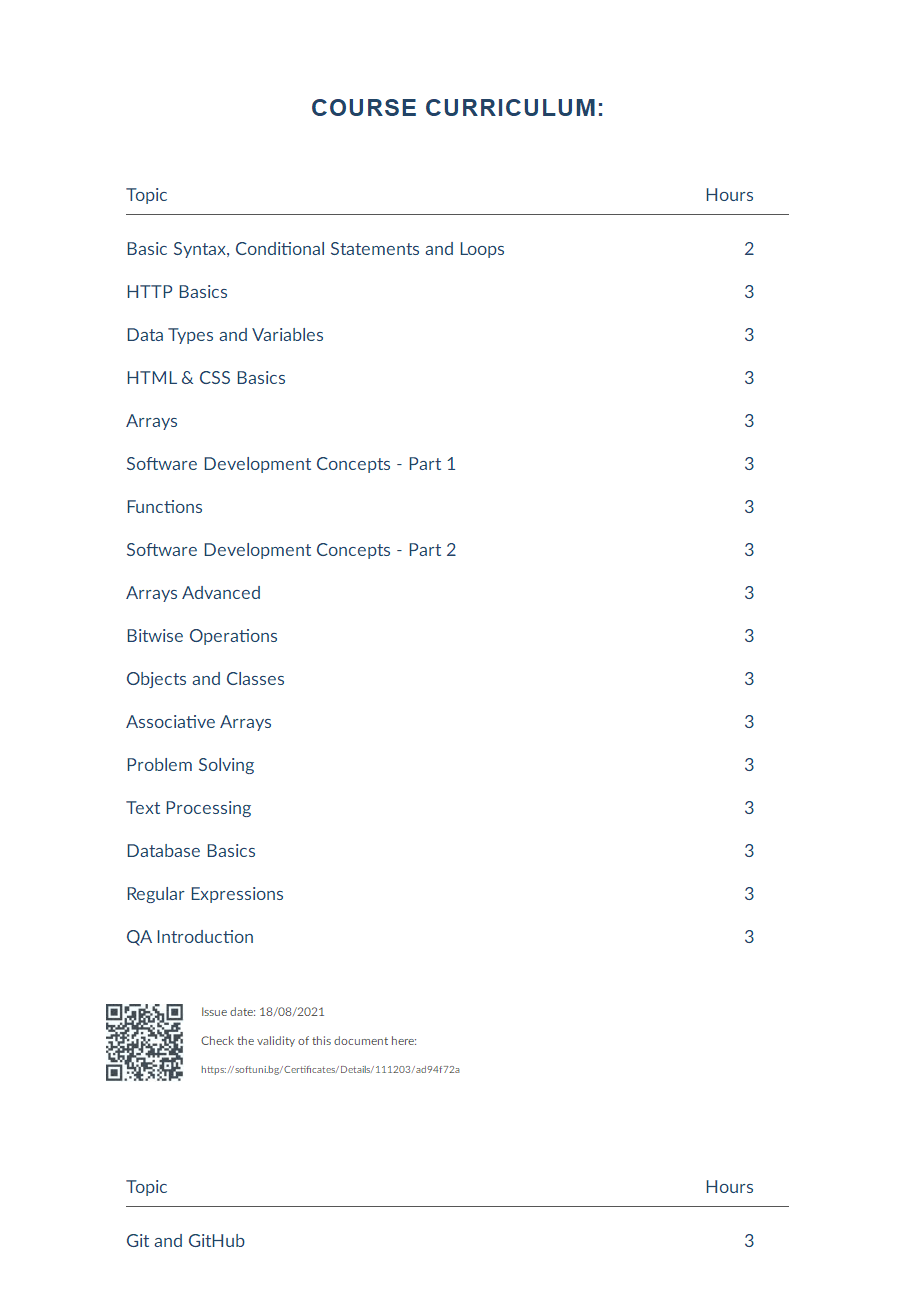 COURSE CURRICULUM:
Topic Hours
Basic Syntax, Conditional Statements and Loops 2
HTTP Basics 3
Data Types and Variables 3
HTML & CSS Basics 3
Arrays 3
Software Development Concepts - Part 1 3
Functions 3
Software Development Concepts - Part 2 3
Arrays Advanced 3
Bitwise Operations 3
Objects and Classes 3
Associative Arrays 3
Problem Solving 3
Text Processing 3
Database Basics 3
Regular Expressions 3
QA Introduction 3
Issue date: 18/08/2021
Check the validity of this document here:
https://softuni.bg/Certificates/Details/111203/ad94f72a
Topic Hours
Git and GitHub 3